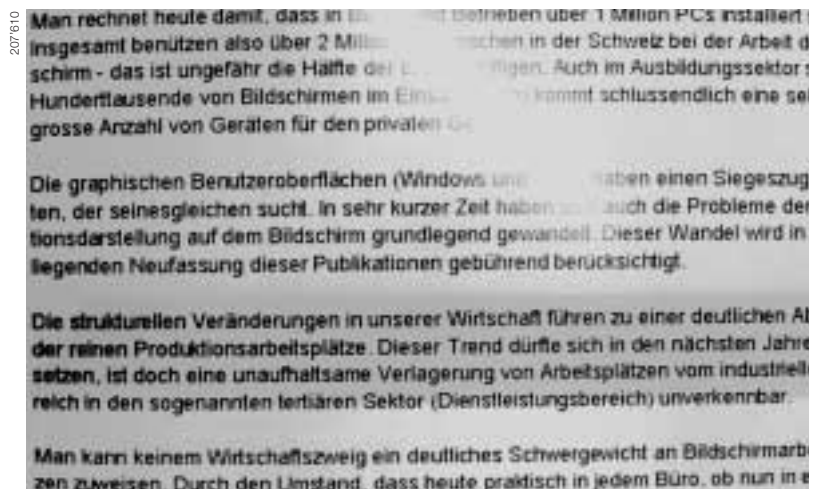 207'610
Man rechnet heute damit, dass in Betrieben über 1 Million PCs installiert
Insgesamt benützen also über 2 in der Schweiz bei der Arbeit
schirm - das ist ungefähr die Hälfte der Auch im Ausbildungssektor
Hunderttausende von Bildschirmen im kommt schlussendlich eine
grosse Anzahl von Geräten für den privaten
Die graphischen Benutzeroberflächen (Windows und haben einen Siegeszug
ten, der seinesgleichen sucht. In sehr kurzer Zeit haben auch die Probleme der
tionsdarstellung auf dem Bildschirm grundlegend gewandelt. Dieser Wandel wird in
liegenden Neufassung dieser Publikationen gebührend berücksichtigt.
Die strukturellen Veränderungen in unserer Wirtschaft führen zu einer deutlichen
der reinen Produktionsarbeitsplätze. Dieser Trend dürfte sich in den nächsten Jahre
setzen, ist doch eine unaufhaltsame Verlagerung von Arbeitsplätzen vom
reich in den sogenannten tertiären Sektor (Dienstleistungsbereich) unverkennbar.
Man kann keinem Wirtschaftszweig ein deutliches Schwergewicht an
zen zuweisen. Durch den Umstand, dass heute praktisch in jedem Büro, ob nun in